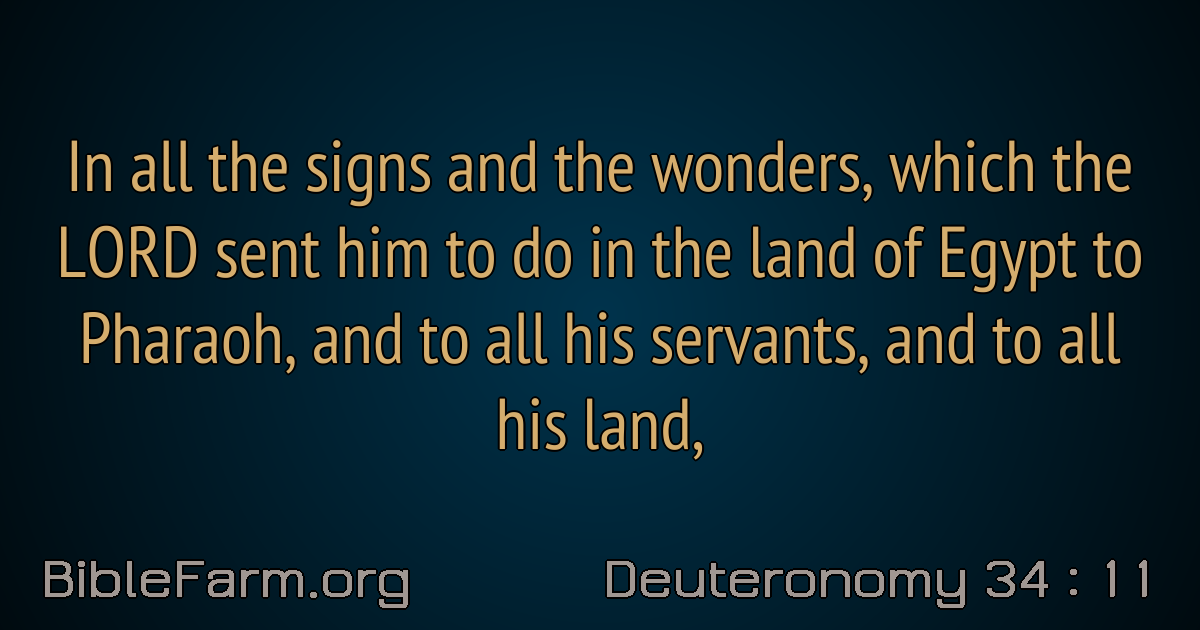 In all the signs and the wonders, which the
LORD sent him to do in the land of Egypt to
Pharaoh, and to all his servants, and to all
his land,
BibleFarm.org
Deuteronomy 34 : 11